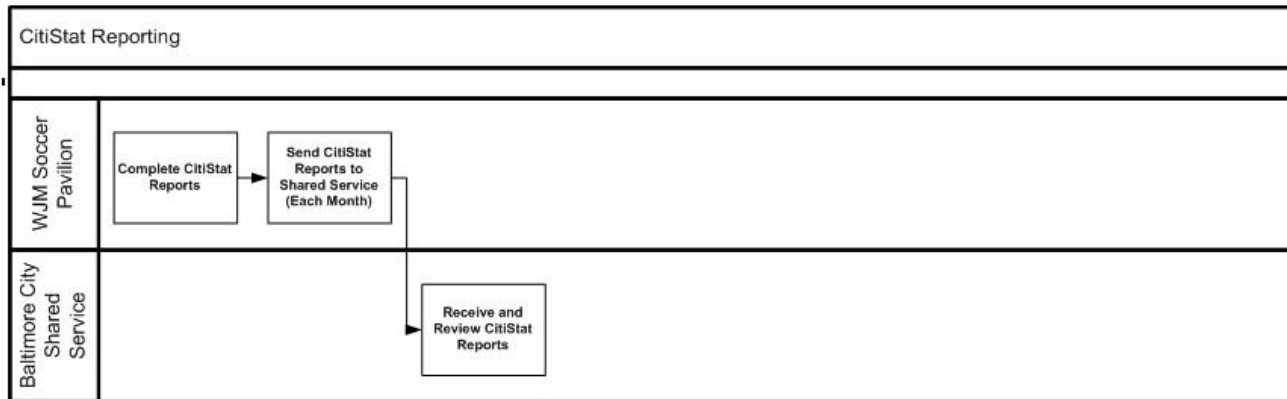 CitiStat Reporting
WJM Soccer
Pavilion
Complete CitiStat
Reports
Send CitiStat
Reports to
Shared Service
(Each Month)
Baltimore City
Shared
Service
Receive and
Review CitiStat
Reports